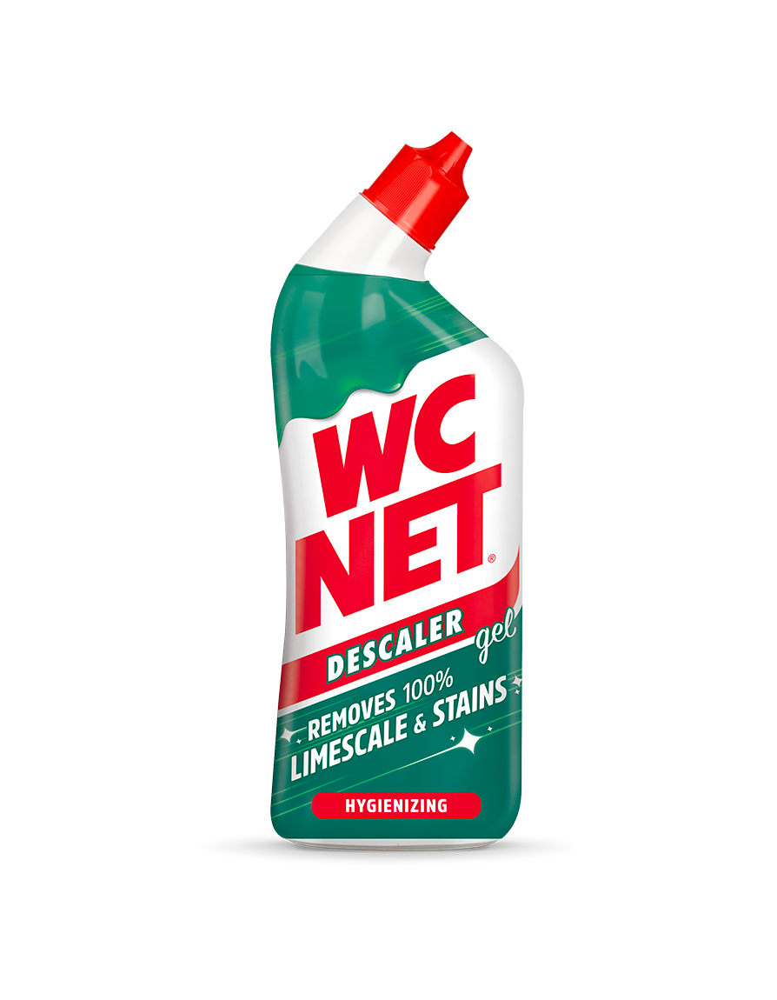 WC
NET®
DESCALER
gel
REMOVES 100%
LIMESCALE & STAINS
HYGIENIZING